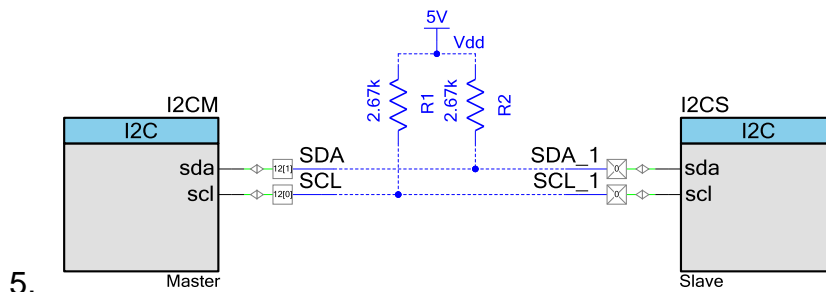 5V
Vdd
2.67k
R1
2.67k
R2
I2CM
I2C
sda
scl
Master
12[1]
SDA
12[0]
SCL
SDA_1
0
SCL_1
0
I2CS
I2C
sda
scl
Slave
5.